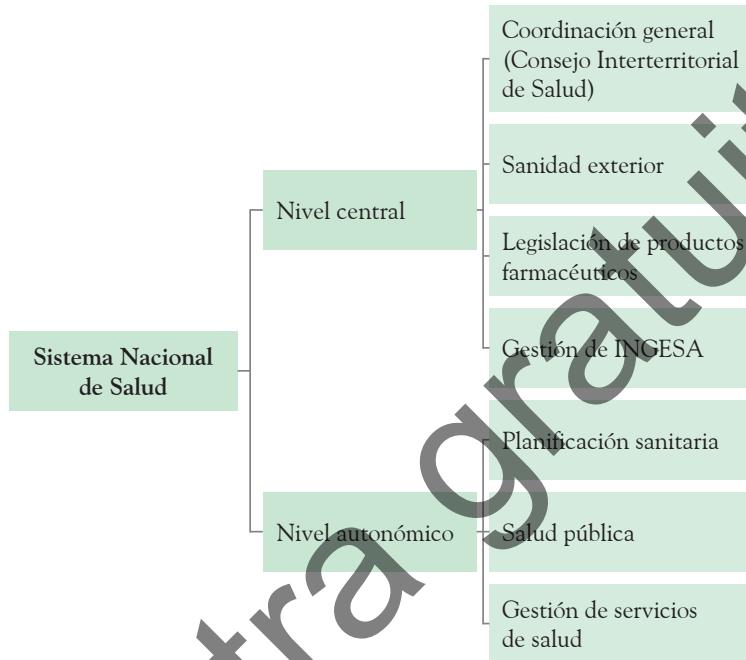 Coordinación general
(Consejo Interterritorial
de Salud)
Sanidad exterior
Nivel central
Legislación de productos
farmacéuticos
Gestión de INGESA
Sistema Nacional
de Salud
Planificación sanitaria
Nivel autonómico
Salud pública
Gestión de servicios
de salud